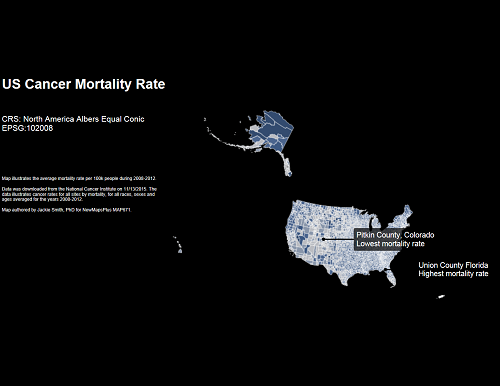 US Cancer Mortality Rate
CRS: North America Albers Equal Conic
EPSG:102008
Map illustrates the average mortality rate per 100k people during 2008-2012.
Data was downloaded from the National Cancer Institute on 11/13/2015. The
data illustrates cancer rates for all sites by mortality, for all races, sexes and
ages averaged for the years 2008-2012.
Map authored by Jackie Smith, PhD for NewMapsPlus MAP671.
Pitkin County, Colorado
Lowest mortality rate
Union County Florida
Highest mortality rate